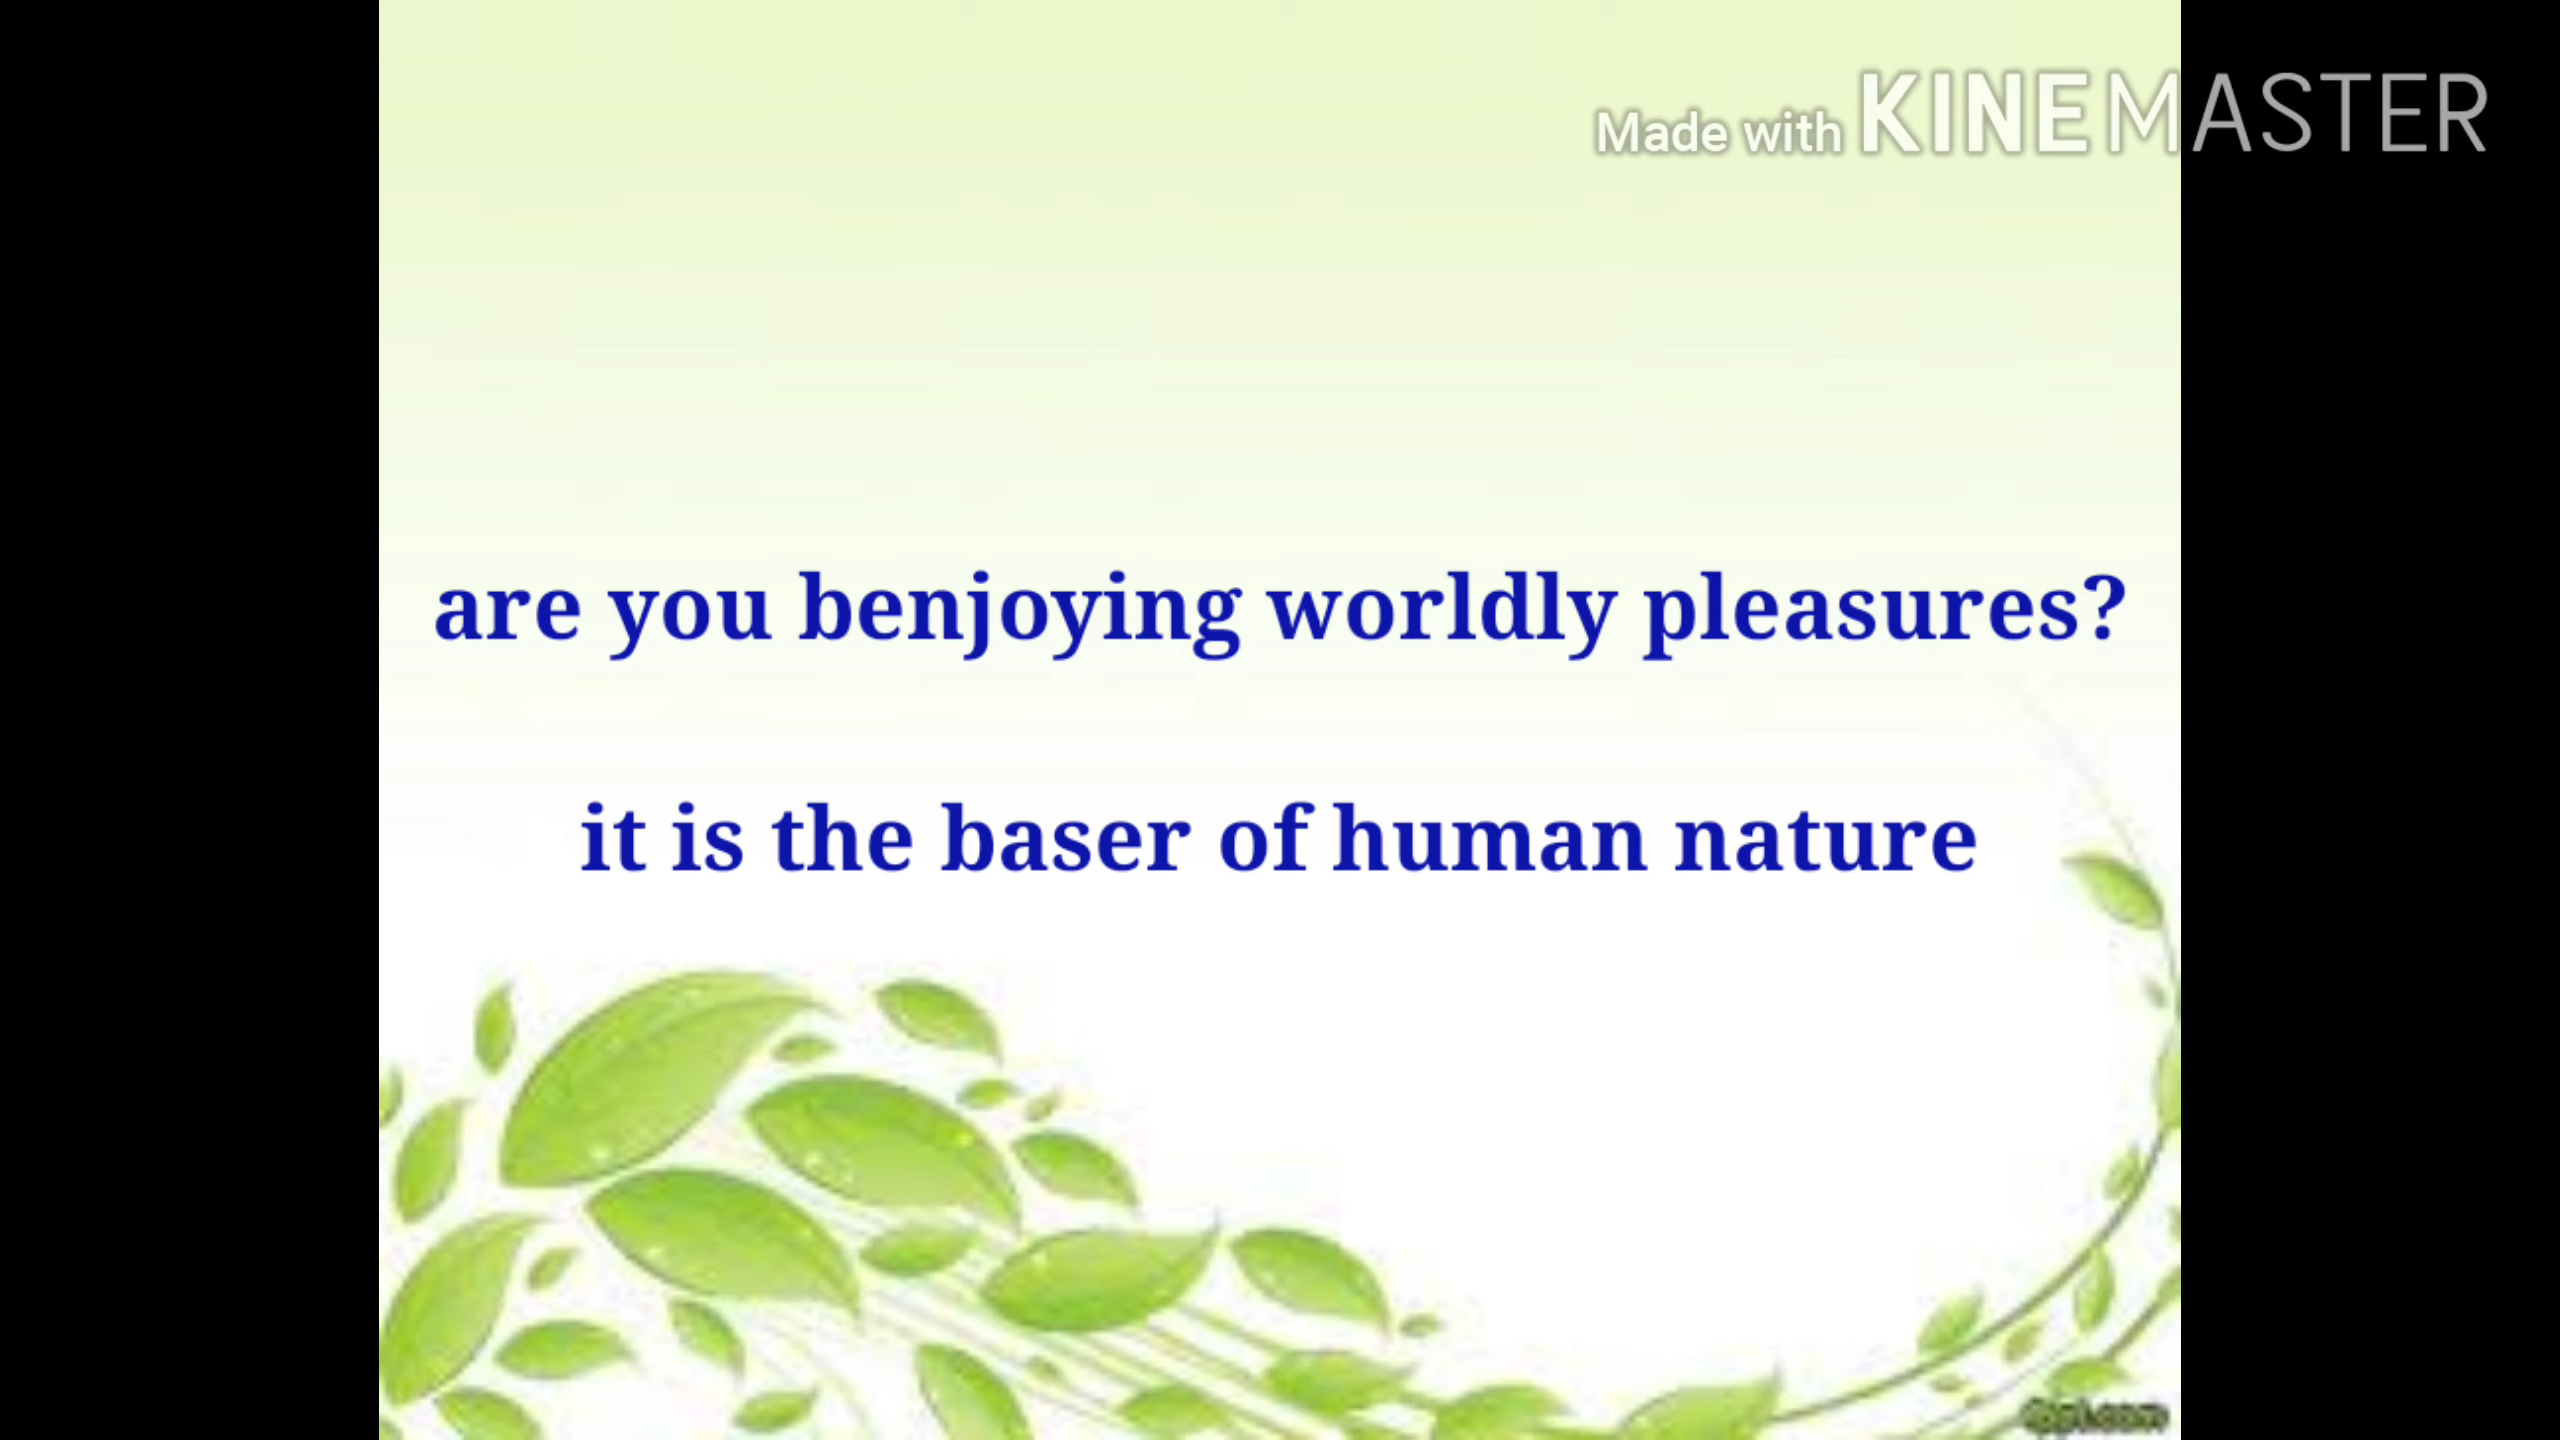 Made with KINEMASTER
are you benjoying worldly pleasures?
it is the baser of human nature